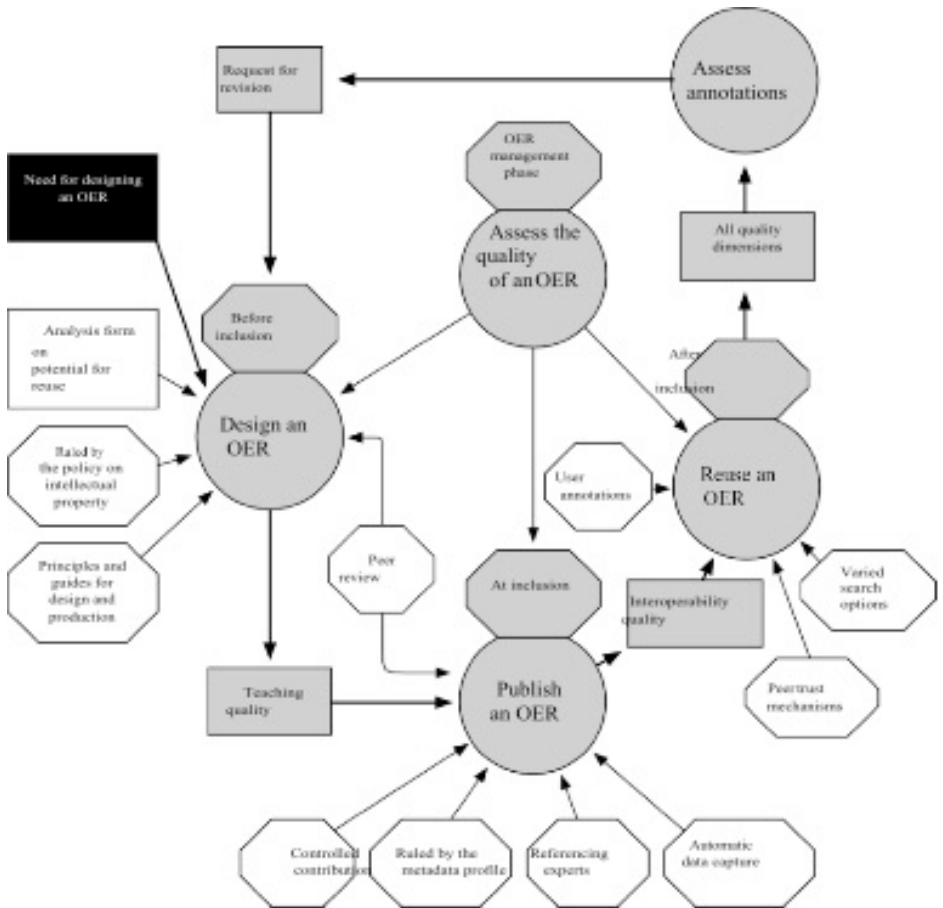 Request for
revision
Assess
annotations
OER
management
phase
Need for designing
an OER
Assess the
quality
of an OER
All quality
dimensions
Before
inclusion
Analysis form
on
potential for
reuse
After
inclusion
Design an
OER
Ruled by
the policy on
intellectual
property
User
annotations
Reuse an
OER
Principles and
guides for
design and
production
Peer
review
At inclusion
Interoperability
quality
Varied
search
options
Teaching
quality
Publish
an OER
Peer trust
mechanisms
Controlled
contribution
Ruled by the
metadata profile
Referencing
experts
Automatic
data capture